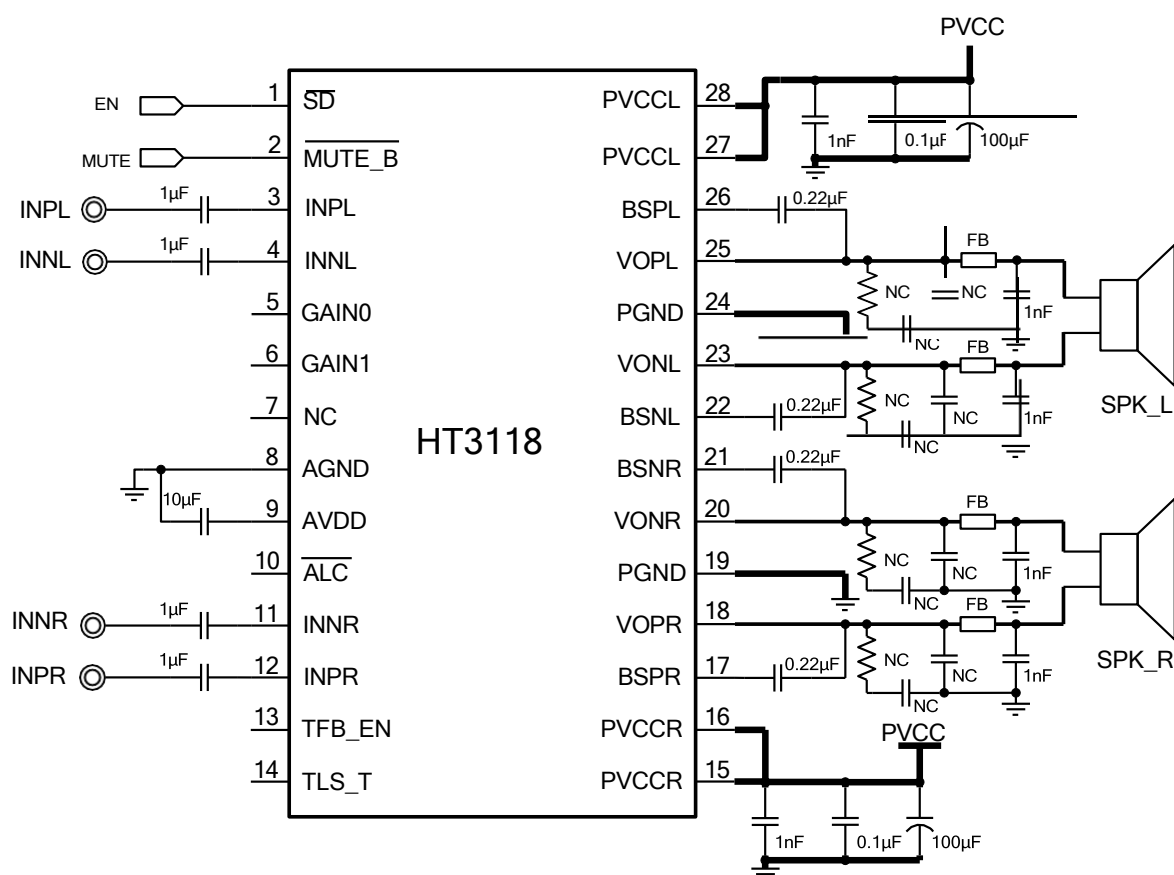 PVCC
EN 1 SD PVCCL 28
1nF 0.1µF 100µF
MUTE 2 MUTE_B PVCCL 27
INPL 1µF 3 INPL BSPL 26 0.22µF
INNL 1µF 4 INNL VOPL 25 FB
NC NC 1nF
5 GAIN0 PGND 24
NC
6 GAIN1 VONL 23 FB
NC NC 1nF
SPK_L
7 NC BSNL 22 0.22µF
NC
HT3118
8 AGND BSNR 21 0.22µF
10µF 9 AVDD VONR 20 FB
NC NC 1nF
10 ALC PGND 19
NC
INNR 1µF 11 INNR VOPR 18 FB
NC NC 1nF
SPK_R
INPR 1µF 12 INPR BSPR 17 0.22µF
NC
13 TFB_EN PVCCR 16
PVCC
14 TLS_T PVCCR 15
1nF 0.1µF 100µF